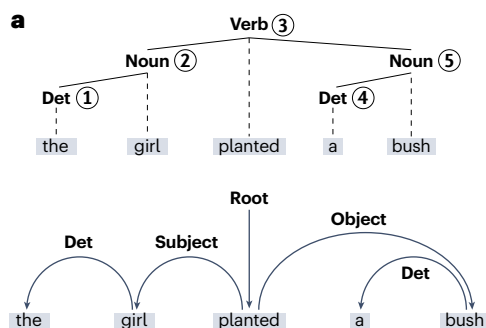 a
Verb 3
Noun 2 Noun 5
Det 1 Det 4
the girl planted a bush
Root
Object
Det Subject
Det
the girl planted a bush